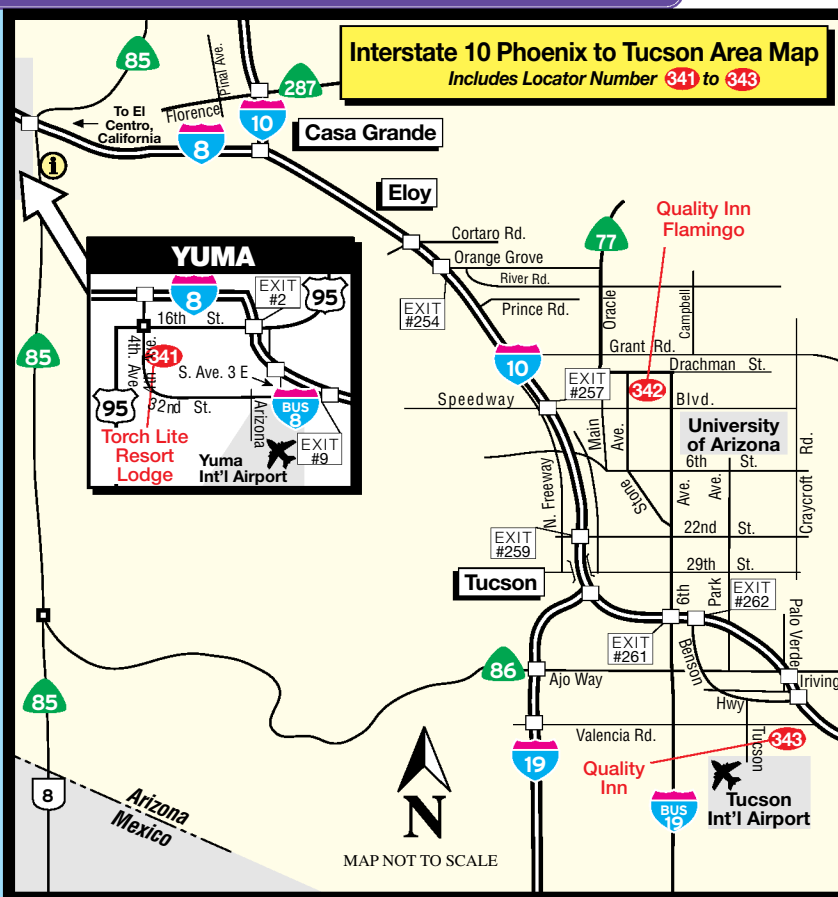 Interstate 10 Phoenix to Tucson Area Map
Includes Locator Number 341 to 343
85
Pinal Ave.
287
Florence
To El
Centro,
California
8
10
Casa Grande
i
Eloy
Cortaro Rd.
Orange Grove
River Rd.
77
Quality Inn
Flamingo
EXIT
#254
Prince Rd.
Oracle
Campbell
Grant Rd.
Drachman St.
10
EXIT
#257
342
Speedway
Blvd.
Main
Ave.
University
of Arizona
6th St.
Rd.
Stone
N. Freeway
Ave.
Ave.
Craycroft
22nd St.
EXIT
#259
29th St.
Tucson
6th
Park
EXIT
#262
Palo Verde
EXIT
#261
Benson
Hwy
86
Ajo Way
Iriving
Valencia Rd.
Tucson
343
19
Quality
Inn
BUS
19
Tucson
Int'l Airport
YUMA
8
EXIT
#2
95
16th St.
341
4th. Ave
S. Ave. 3 E
95
32nd St.
BUS
8
Arizona
Torch Lite
Resort
Lodge
EXIT
#9
Yuma
Int'l Airport
85
85
8
Arizona
Mexico
N
MAP NOT TO SCALE